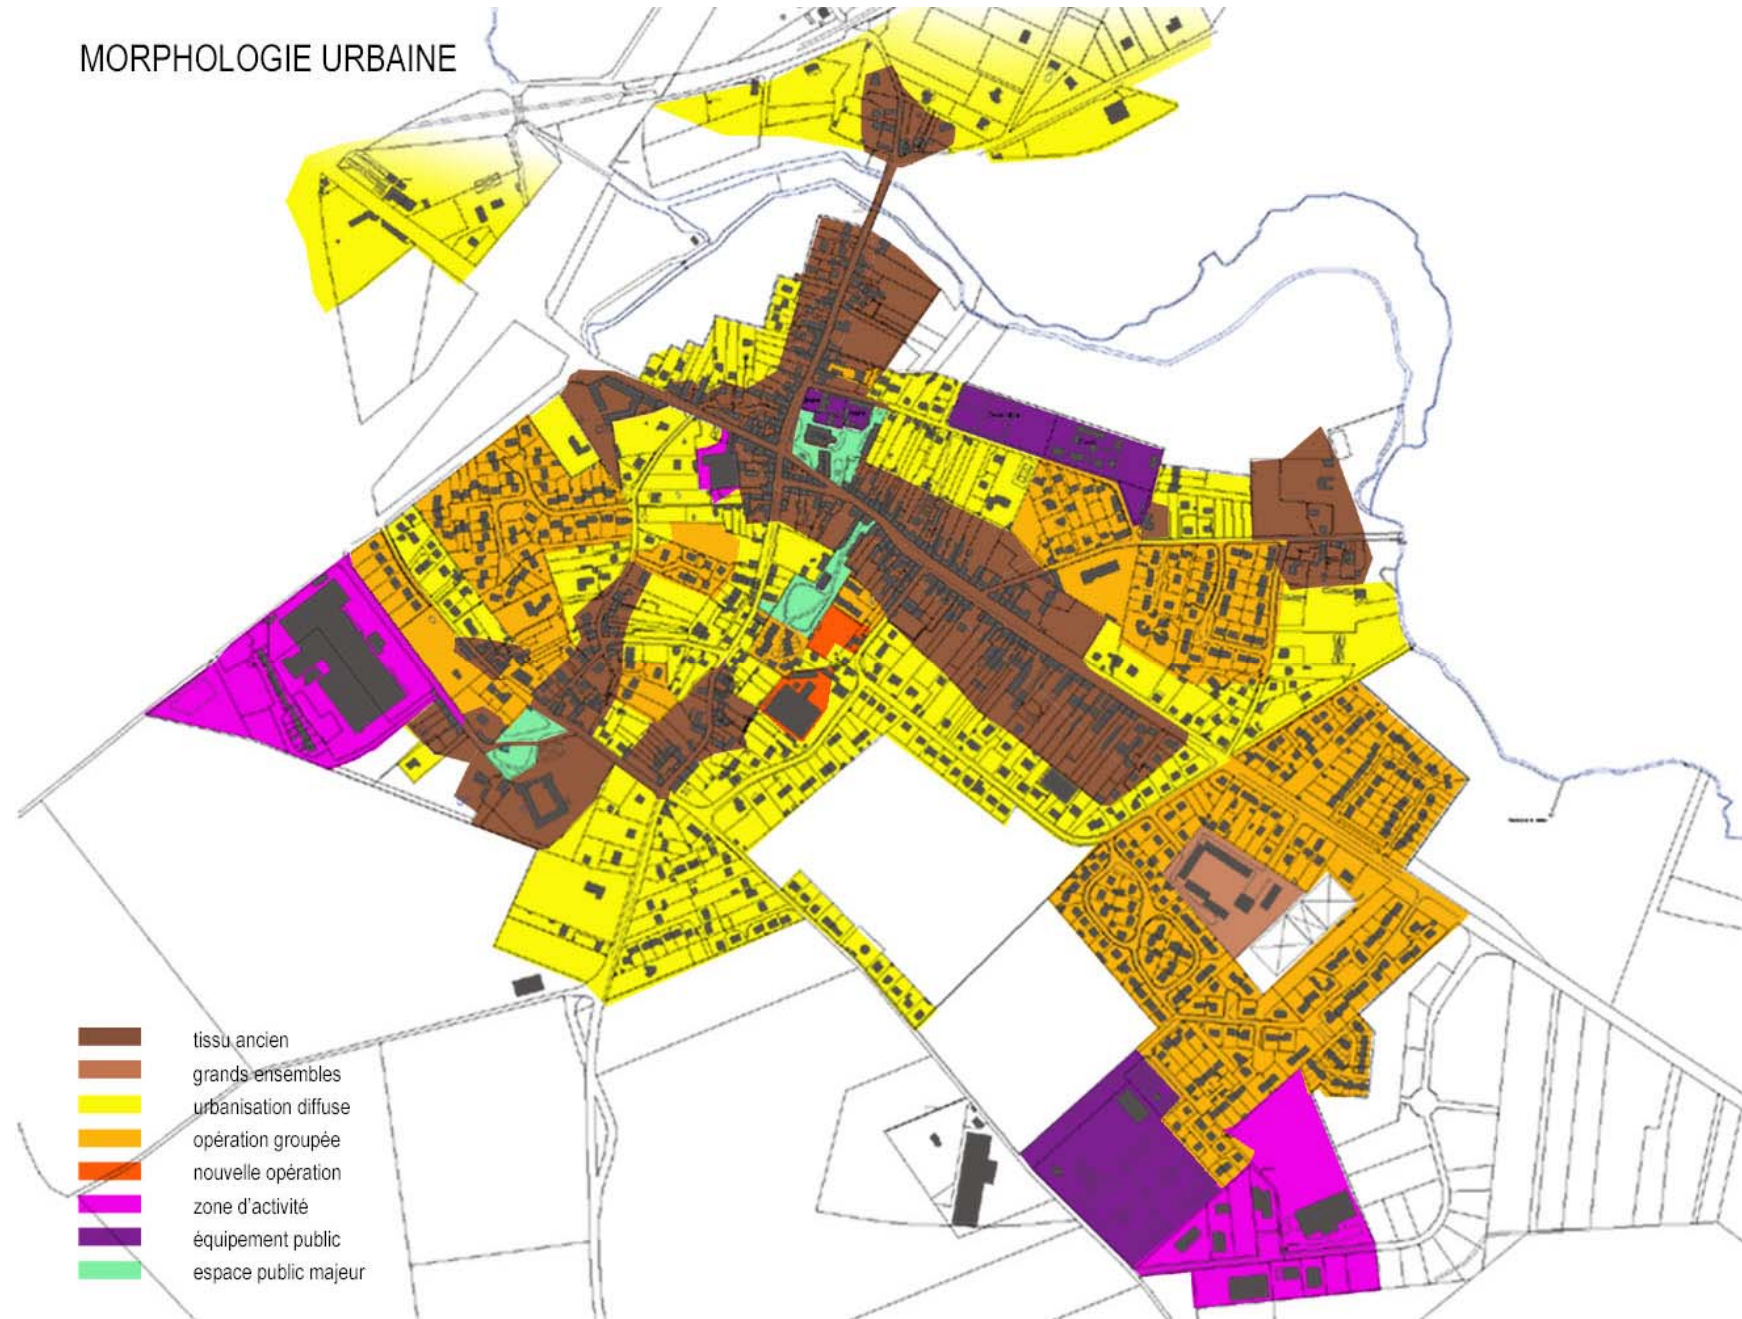 MORPHOLOGIE URBAINE
tissu ancien
grands ensembles
urbanisation diffuse
opération groupée
nouvelle opération
zone d'activité
équipement public
espace public majeur